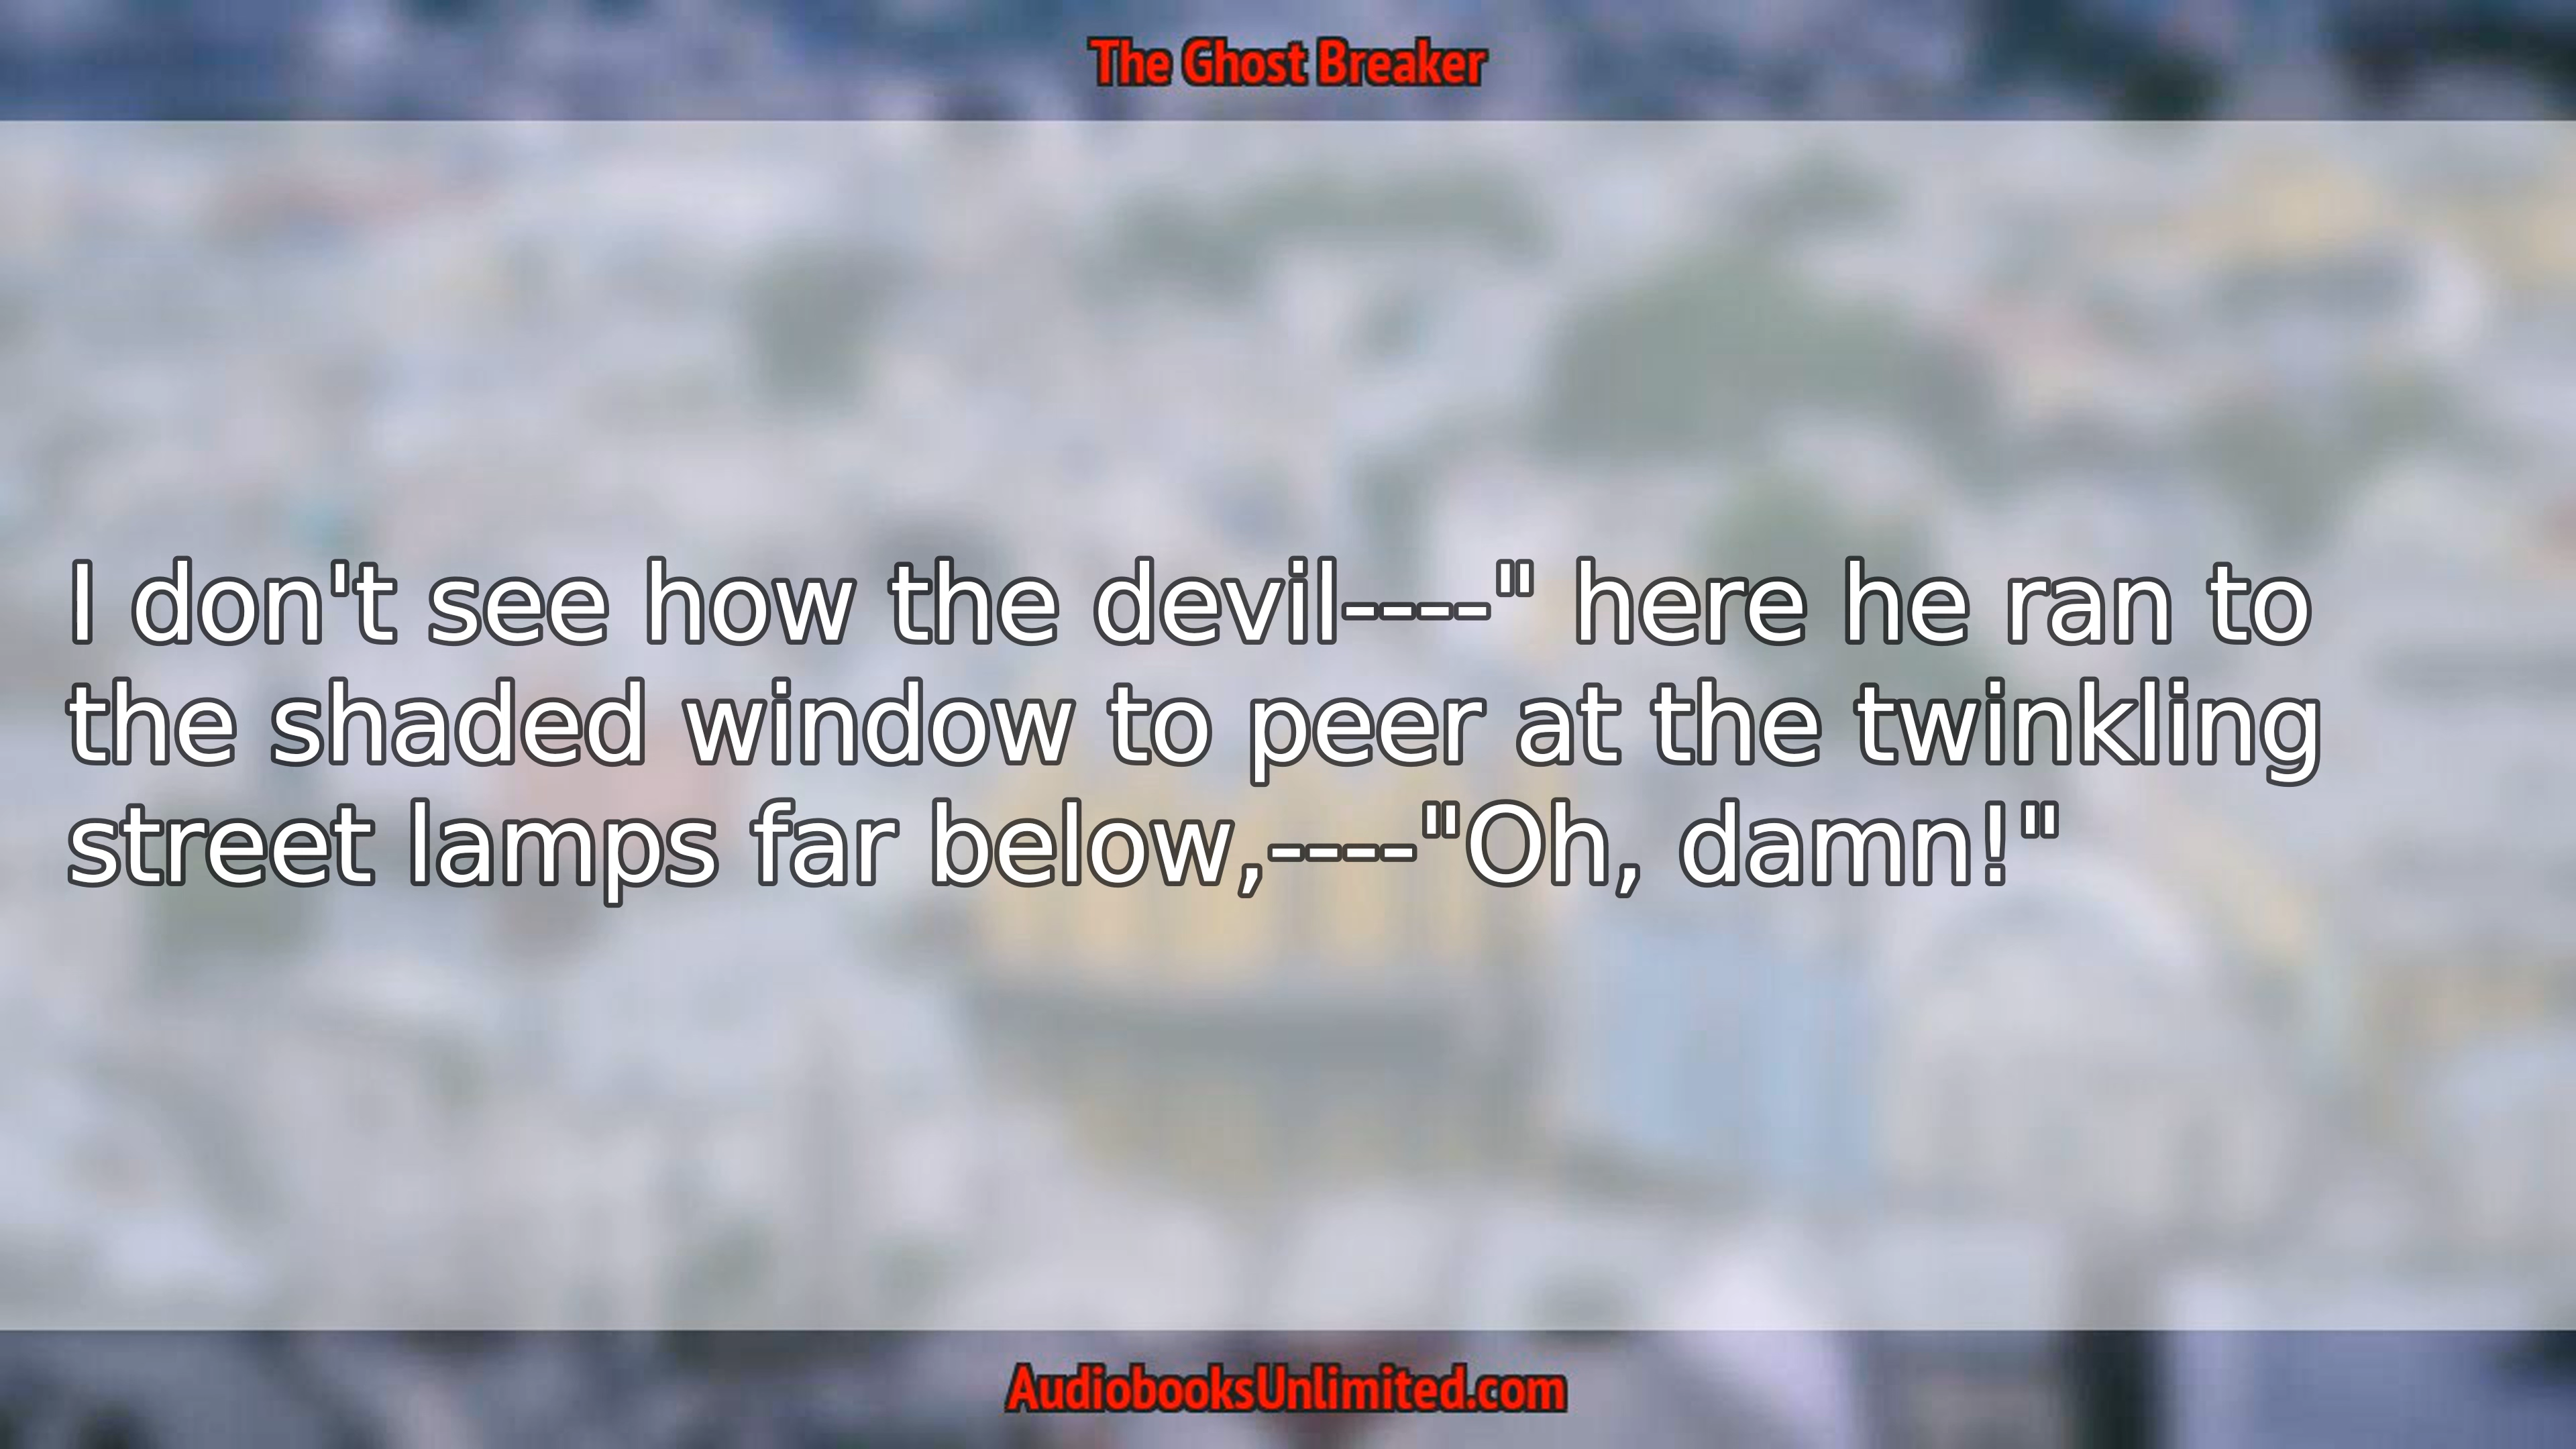 The Ghost Breaker
I don't see how the devil----" here he ran to
the shaded window to peer at the twinkling
street lamps far below,----"Oh, damn!"
AudiobooksUnlimited.com